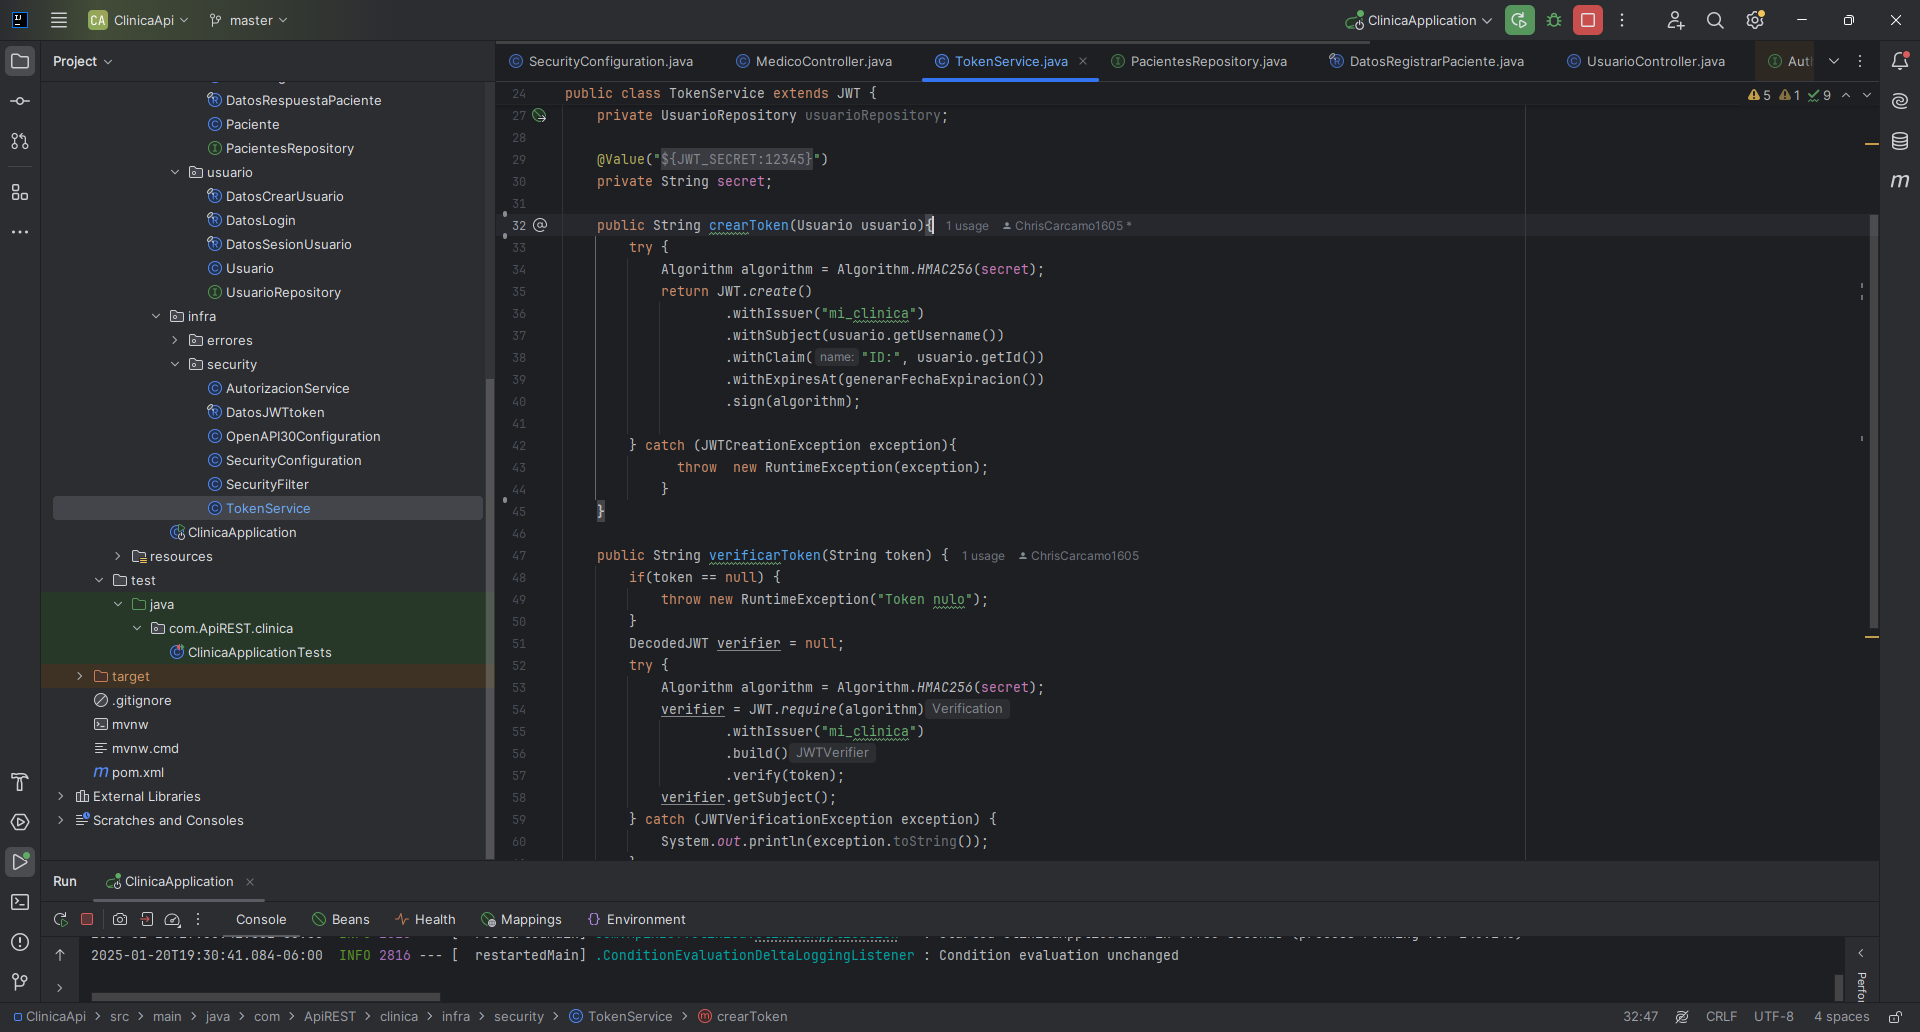 CA ClinicaApi master ClinicaApplication
Project
SecurityConfiguration.java MedicoController.java TokenService.java PacientesRepository.java DatosRegistrarPaciente.java UsuarioController.java Aut
DatosRespuestaPaciente
Paciente
PacientesRepository
usuario
DatosCrearUsuario
DatosLogin
DatosSesionUsuario
Usuario
UsuarioRepository
infra
errores
security
AutorizacionService
DatosJWTtoken
OpenAPI30Configuration
SecurityConfiguration
SecurityFilter
TokenService
ClinicaApplication
resources
test
java
com.ApiREST.clinica
ClinicaApplicationTests
target
.gitignore
mvnw
mvnw.cmd
pom.xml
External Libraries
Scratches and Consoles
24 public class TokenService extends JWT { 5 1 9
27 private UsuarioRepository usuarioRepository;
28
29 @Value("${JWT_SECRET:12345}")
30 private String secret;
31
32 public String crearToken(Usuario usuario){ 1 usage ChrisCarcamo1605 *
33 try {
34 Algorithm algorithm = Algorithm.HMAC256(secret);
35 return JWT.create()
36 .withIssuer("mi_clinica")
37 .withSubject(usuario.getUsername())
38 .withClaim( name: "ID:", usuario.getId())
39 .withExpiresAt(generarFechaExpiracion())
40 .sign(algorithm);
41
42 } catch (JWTCreationException exception){
43 throw new RuntimeException(exception);
44 }
45 }
46
47 public String verificarToken(String token) { 1 usage ChrisCarcamo1605
48 if(token == null) {
49 throw new RuntimeException("Token nulo");
50 }
51 DecodedJWT verifier = null;
52 try {
53 Algorithm algorithm = Algorithm.HMAC256(secret);
54 verifier = JWT.require(algorithm) Verification
55 .withIssuer("mi_clinica")
56 .build() JWTVerifier
57 .verify(token);
58 verifier.getSubject();
59 } catch (JWTVerificationException exception) {
60 System.out.println(exception.toString());
Run ClinicaApplication
Console Beans Health Mappings Environment
2025-01-20T19:30:41.084-06:00 INFO 2816 --- [ restartedMain] .ConditionEvaluationDeltaLoggingListener : Condition evaluation unchanged
ClinicaApi > src > main > java > com > ApiREST > clinica > infra > security > TokenService > crearToken 32:47 CRLF UTF-8 4 spaces